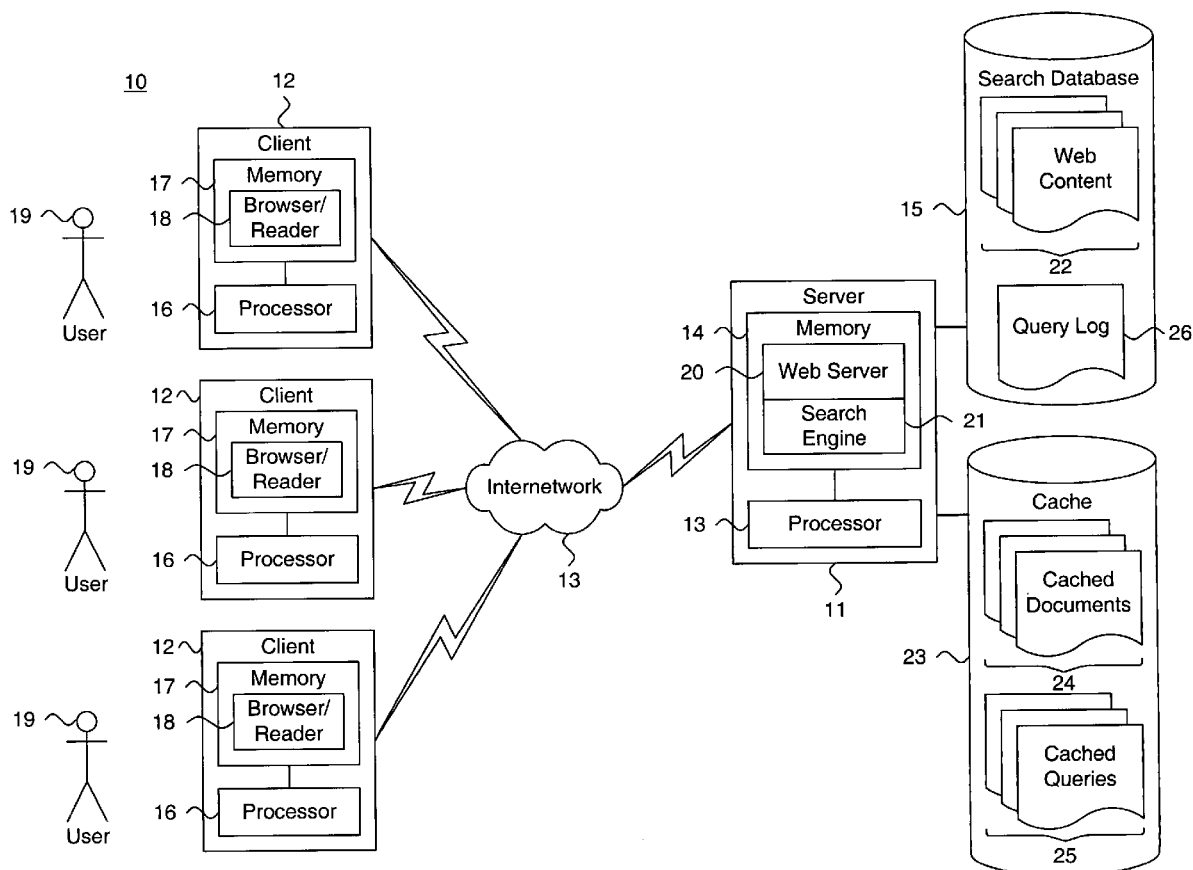 10
12
Client
17
Memory
18
Browser/
Reader
16
Processor
19
User
12
Client
17
Memory
18
Browser/
Reader
16
Processor
19
User
12
Client
17
Memory
18
Browser/
Reader
16
Processor
19
User
Internetwork
13
Server
14
Memory
20
Web Server
Search
Engine
21
13
Processor
11
Search Database
Web
Content
15
22
Query Log
26
Cache
Cached
Documents
23
24
Cached
Queries
25